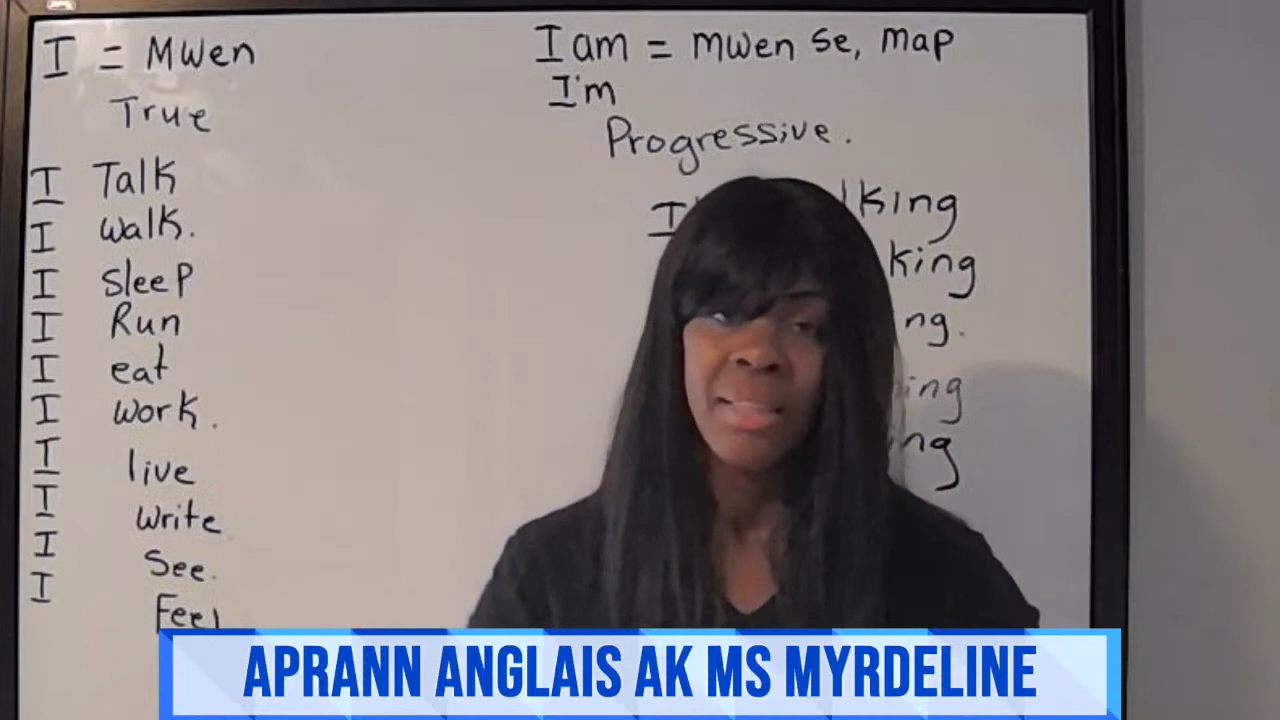 I = Mwen
True
I Talk
I walk.
I sleep
I Run
I eat
I work.
I live
I write
I see.
I Feel
I am = mwen se, map
I'm
Progressive.
APRANN ANGLAIS AK MS MYRDELINE